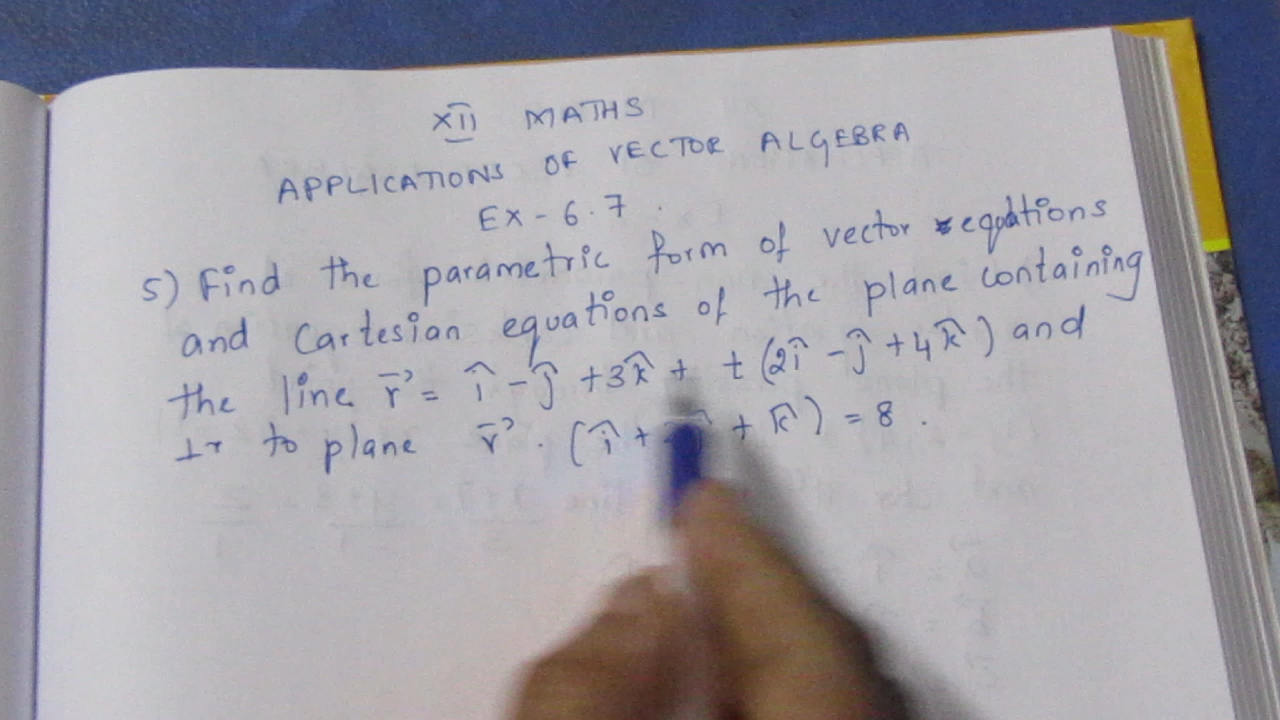 XII MATHS
APPLICATIONS OF VECTOR ALGEBRA
EX - 6.7.
5) Find the parametric form of vector equations
and Cartesian equations of the plane containing
the line r⃗ = î - ĵ + 3k̂ + t (2î - ĵ + 4k̂) and
⊥r to plane r⃗ . (î + + k̂) = 8.